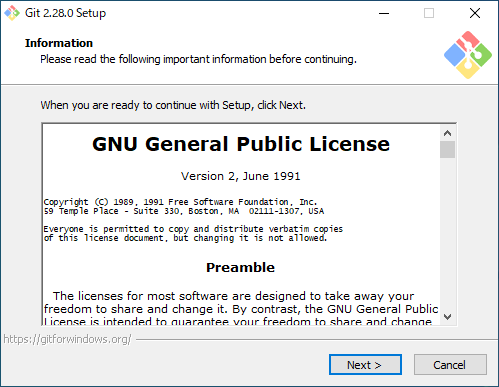 Git 2.28.0 Setup
Information
Please read the following important information before continuing.
When you are ready to continue with Setup, click Next.
GNU General Public License
Version 2, June 1991
Copyright (C) 1989, 1991 Free Software Foundation, Inc.
59 Temple Place - Suite 330, Boston, MA  02111-1307, USA
Everyone is permitted to copy and distribute verbatim copies
of this license document, but changing it is not allowed.
Preamble
The licenses for most software are designed to take away your
freedom to share and change it. By contrast, the GNU General Public
License is intended to guarantee your freedom to share and change
https://gitforwindows.org/
Next >
Cancel